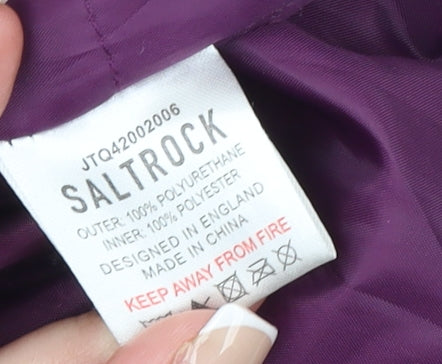 JTQ42002006
SALTROCK
OUTER: 100% POLYURETHANE
INNER: 100% POLYESTER
DESIGNED IN ENGLAND
MADE IN CHINA
KEEP AWAY FROM FIRE